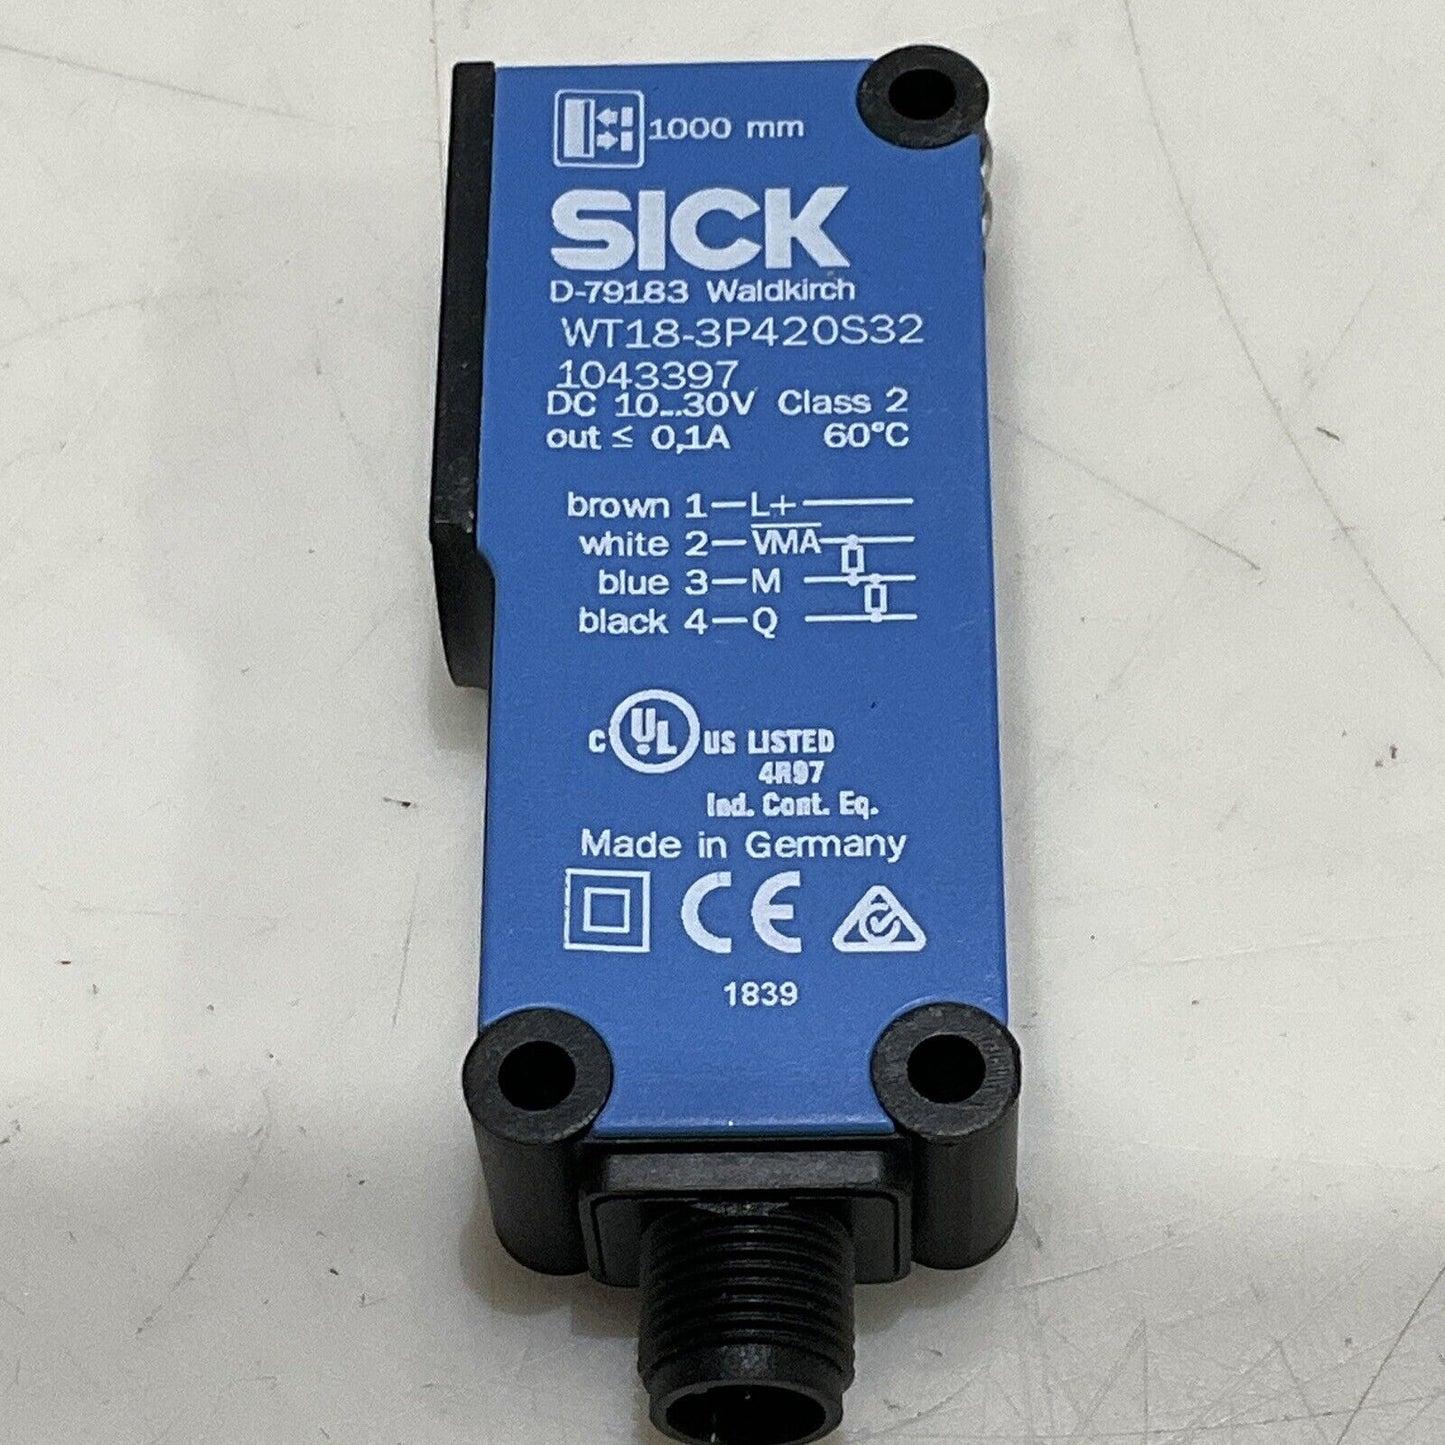 1000 mm
SICK
D-79183 Waldkirch
WT18-3P420S32
1043397
DC 10...30V Class 2
out ≤ 0,1A 60°C
brown 1 L+
white 2 VMA
blue 3 M
black 4 Q
C UL US LISTED
4R97
Ind. Cont. Eq.
Made in Germany
CE
1839